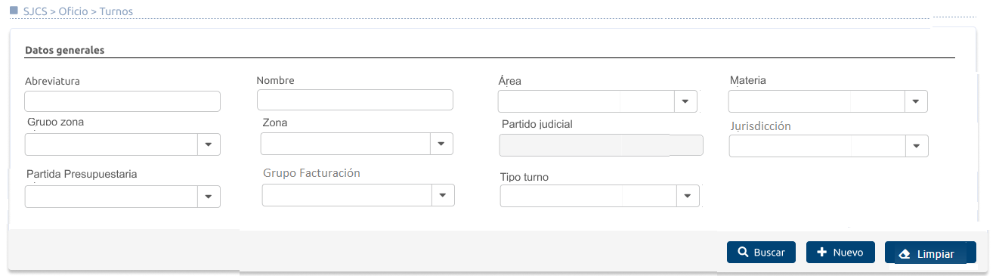 SJCS > Oficio > Turnos
Datos generales
Abreviatura
Nombre
Área
Materia
Grupo zona
Zona
Partido judicial
Jurisdicción
Partida Presupuestaria
Grupo Facturación
Tipo turno
Buscar
Nuevo
Limpiar